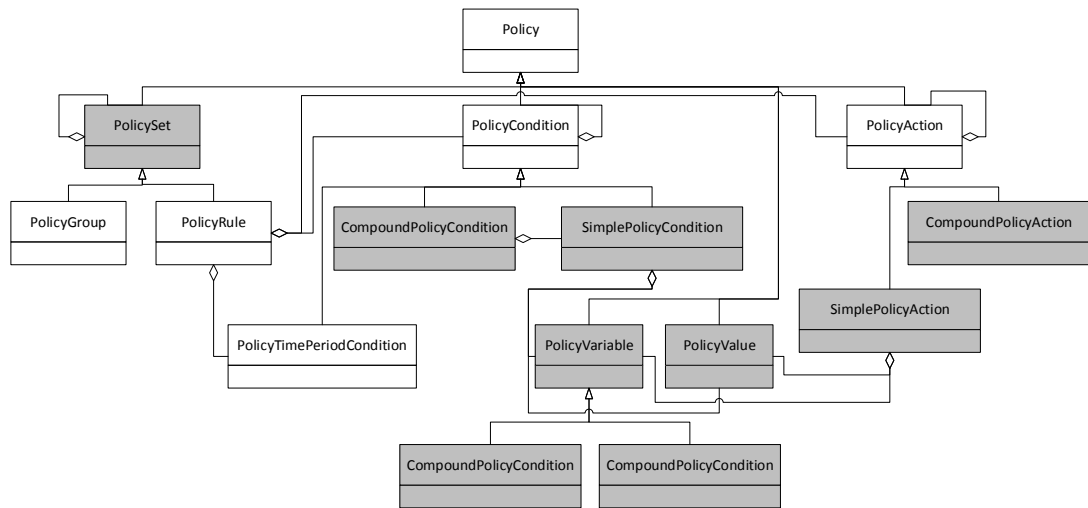 Policy
PolicySet
PolicyCondition
PolicyAction
PolicyGroup
PolicyRule
CompoundPolicyCondition
SimplePolicyCondition
CompoundPolicyAction
SimplePolicyAction
PolicyTimePeriodCondition
PolicyVariable
PolicyValue
CompoundPolicyCondition
CompoundPolicyCondition